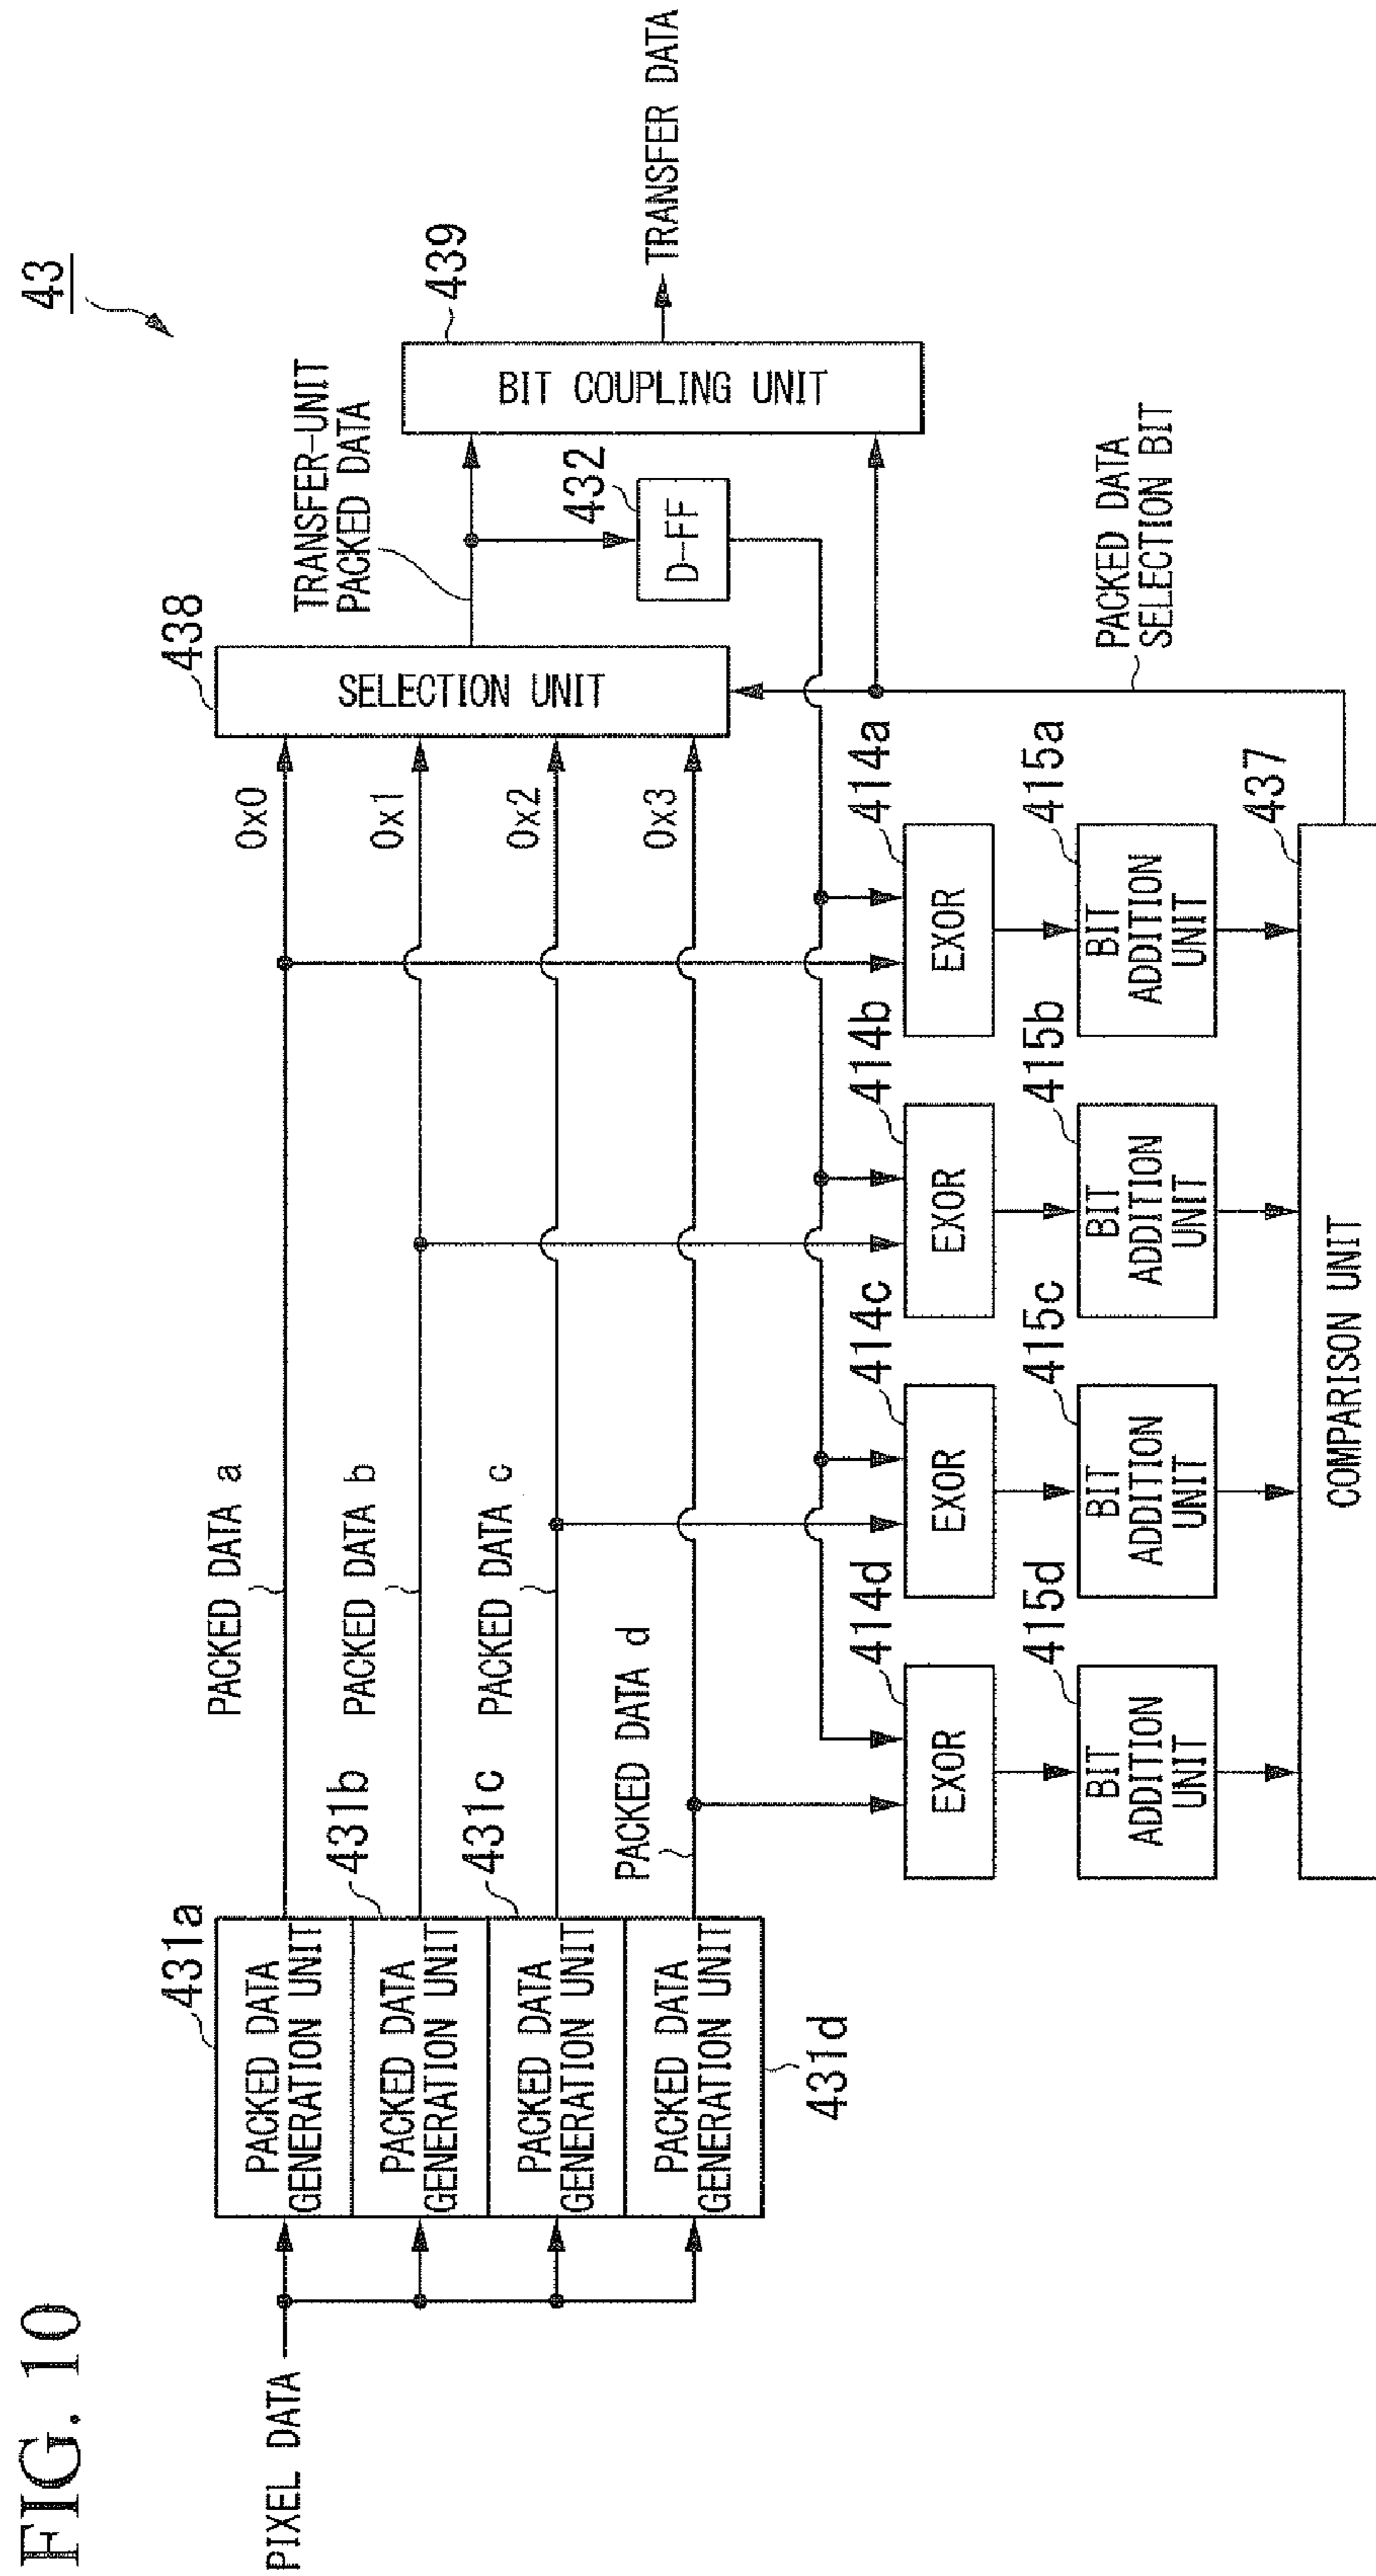 FIG. 10
43
PIXEL DATA
431a
PACKED DATA
GENERATION UNIT
431b
PACKED DATA
GENERATION UNIT
431c
PACKED DATA
GENERATION UNIT
PACKED DATA
GENERATION UNIT
431d
PACKED DATA a
PACKED DATA b
PACKED DATA c
PACKED DATA d
0x0
0x1
0x2
0x3
438
SELECTION UNIT
TRANSFER-UNIT
PACKED DATA
432
D-FF
439
BIT COUPLING UNIT
TRANSFER DATA
414d
EXOR
414c
EXOR
414b
EXOR
414a
EXOR
415d
BIT
ADDITION
UNIT
415c
BIT
ADDITION
UNIT
415b
BIT
ADDITION
UNIT
415a
BIT
ADDITION
UNIT
437
COMPARISON UNIT
PACKED DATA
SELECTION BIT